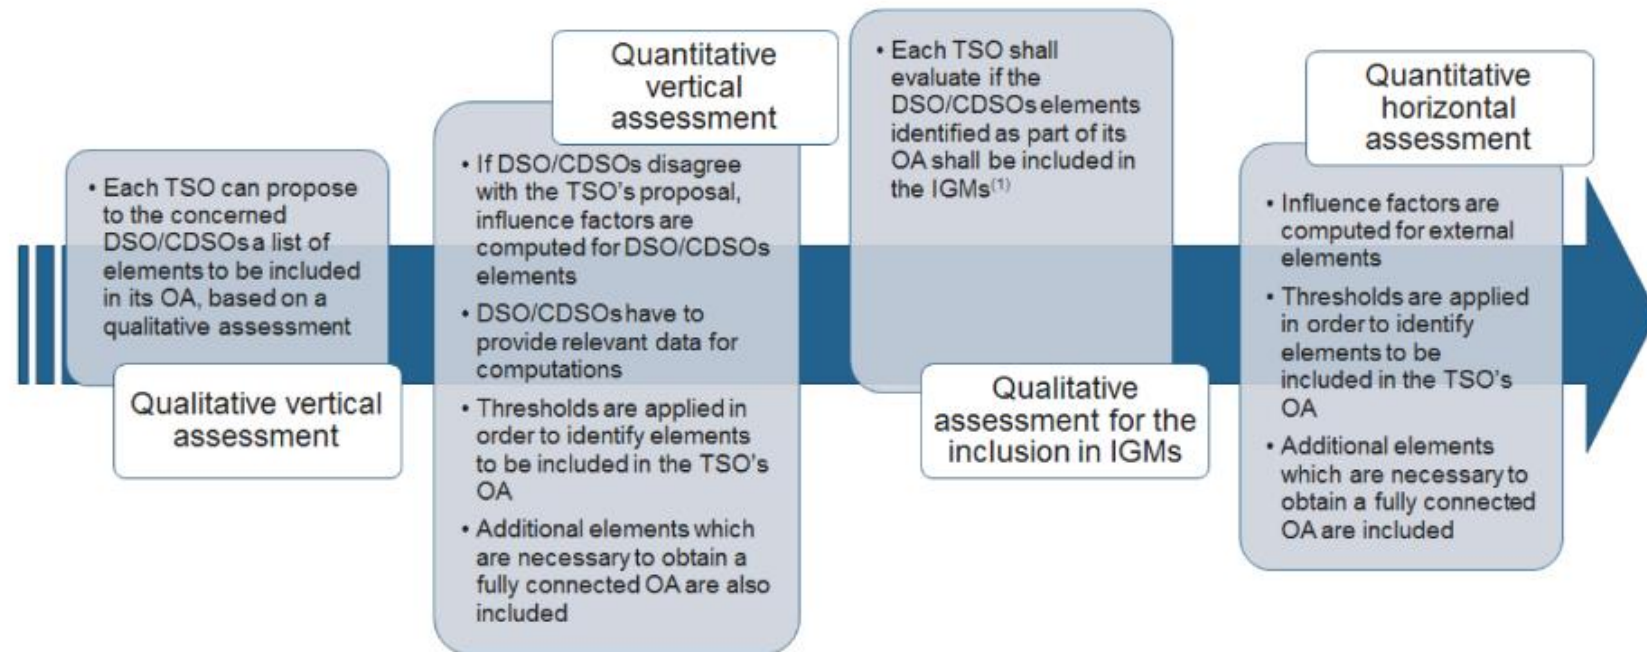 • Each TSO can propose
to the concerned
DSO/CDSOs a list of
elements to be included
in its OA, based on a
qualitative assessment
Qualitative vertical
assessment
Quantitative
vertical
assessment
• If DSO/CDSOs disagree
with the TSO's proposal,
influence factors are
computed for DSO/CDSOs
elements
• DSO/CDSOs have to
provide relevant data for
computations
• Thresholds are applied in
order to identify elements
to be included in the TSO's
OA
• Additional elements which
are necessary to obtain a
fully connected OA are also
included
• Each TSO shall
evaluate if the
DSO/CDSOs elements
identified as part of its
OA shall be included in
the IGMs(1)
Qualitative
assessment for the
inclusion in IGMs
Quantitative
horizontal
assessment
• Influence factors are
computed for external
elements
• Thresholds are applied
in order to identify
elements to be
included in the TSO's
OA
• Additional elements
which are necessary to
obtain a fully connected
OA are included